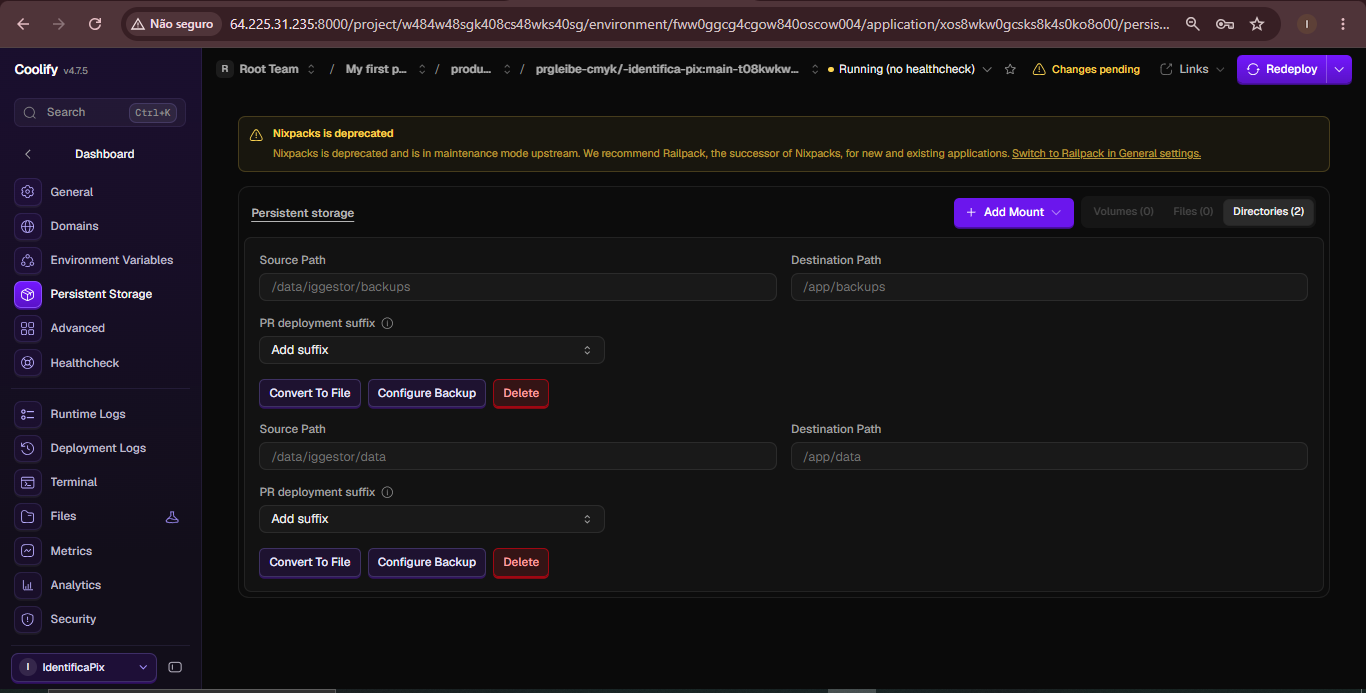 Não seguro
64.225.31.235:8000/project/w484w48sgk408cs48wks40sg/environment/fww0ggcg4cgow840oscow004/application/xos8wkw0gcsks8k4s0ko8o00/persis...
I
Coolify v4.7.5
R Root Team / My first p... / produ... / prgleibe-cmyk/-identifica-pix:main-t08kwkw... Running (no healthcheck) Changes pending Links Redeploy
Search Ctrl+K
Dashboard
General
Domains
Environment Variables
Persistent Storage
Advanced
Healthcheck
Runtime Logs
Deployment Logs
Terminal
Files
Metrics
Analytics
Security
I IdentificaPix
Nixpacks is deprecated
Nixpacks is deprecated and is in maintenance mode upstream. We recommend Railpack, the successor of Nixpacks, for new and existing applications. Switch to Railpack in General settings.
Persistent storage
+ Add Mount Volumes (0) Files (0) Directories (2)
Source Path Destination Path
/data/iggestor/backups /app/backups
PR deployment suffix
Add suffix
Convert To File Configure Backup Delete
Source Path Destination Path
/data/iggestor/data /app/data
PR deployment suffix
Add suffix
Convert To File Configure Backup Delete